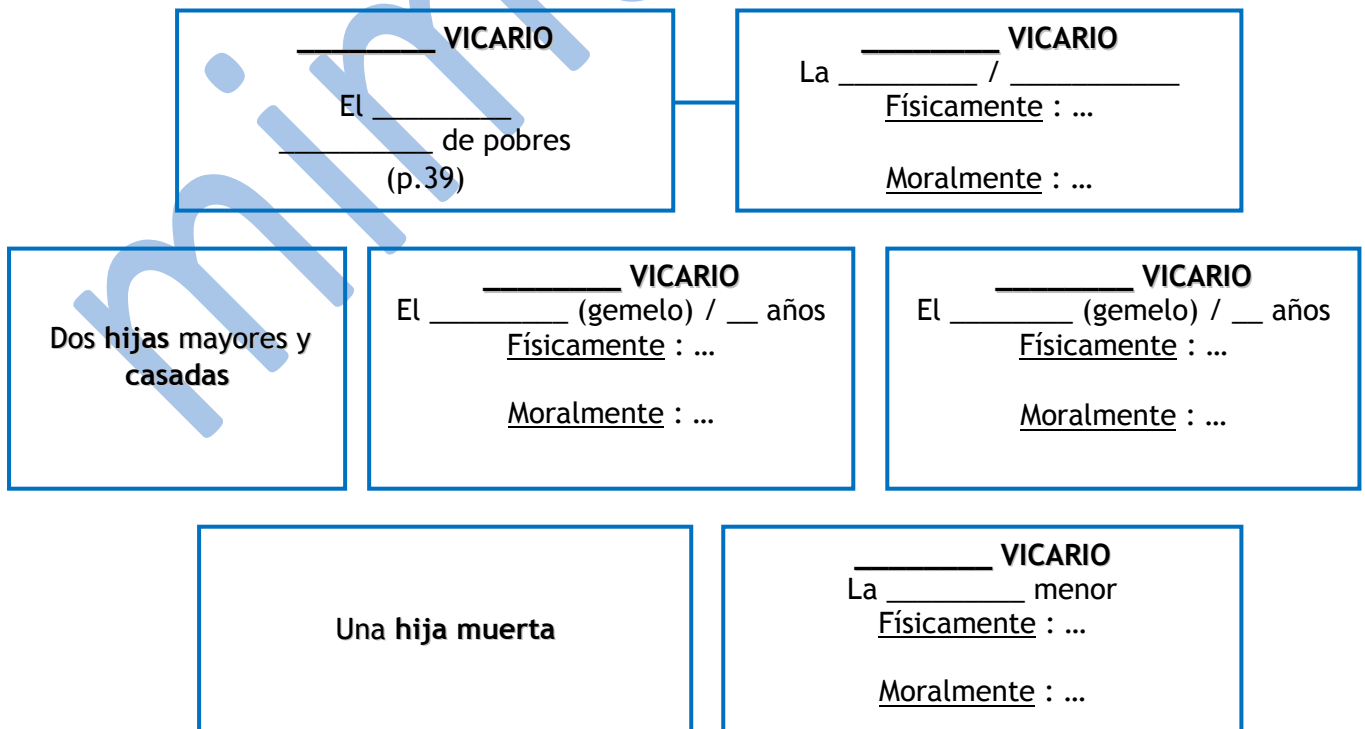 _________ VICARIO
El _________
__________ de pobres
(p.39)
_________ VICARIO
La _________ / ___________
Físicamente : …
Moralmente : …
Dos hijas mayores y
casadas
_________ VICARIO
El _________ (gemelo) / __ años
Físicamente : …
Moralmente : …
_________ VICARIO
El ________ (gemelo) / __ años
Físicamente : …
Moralmente : …
Una hija muerta
_________ VICARIO
La _________ menor
Físicamente : …
Moralmente : …